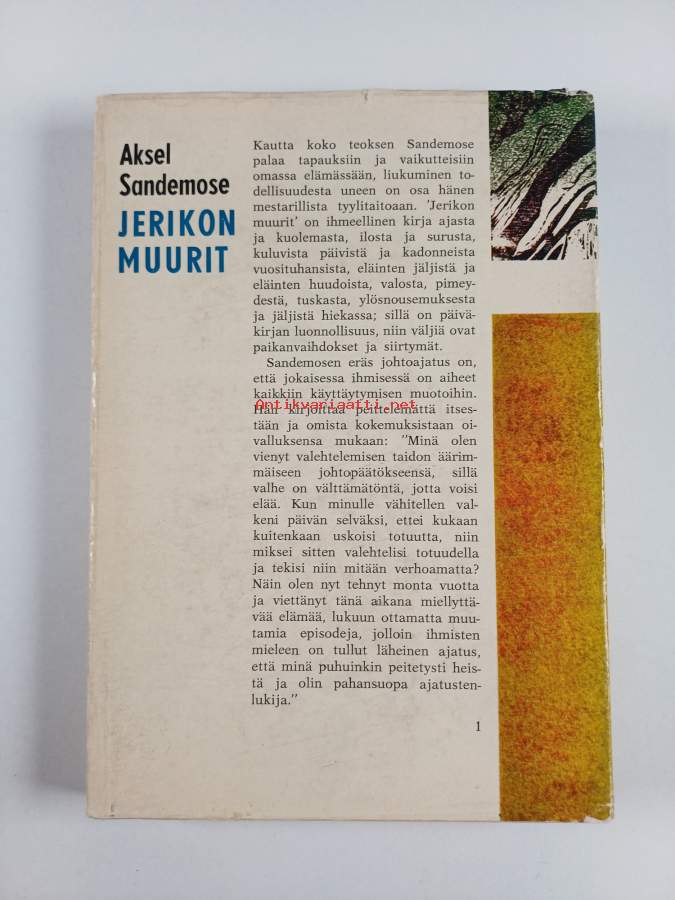 Aksel
Sandemose
JERIKON
MUURIT
Kautta koko teoksen Sandemose
palaa tapauksiin ja vaikutteisiin
omassa elämässään, liukuminen to-
dellisuudesta uneen on osa hänen
mestarillista tyylitaitoaan. 'Jerikon
muurit' on ihmeellinen kirja ajasta
ja kuolemasta, ilosta ja surusta,
kuluvista päivistä ja kadonneista
vuosituhansista, eläinten jäljistä ja
eläinten huudoista, valosta, pimey-
destä, tuskasta, ylösnousemuksesta
ja jäljistä hiekassa; sillä on päivä-
kirjan luonnollisuus, niin väljiä ovat
paikanvaihdokset ja siirtymät.
Sandemosen eräs johtoajatus on,
että jokaisessa ihmisessä on aiheet
kaikkiin käyttäytymisen muotoihin.
Antikvariaatti.net
Hän kirjoittaa peittelemättä itses-
tään ja omista kokemuksistaan oi-
valluksensa mukaan: ''Minä olen
vienyt valehtelemisen taidon äärim-
mäiseen johtopäätökseensä, sillä
valhe on välttämätöntä, jotta voisi
elää. Kun minulle vähitellen val-
keni päivän selväksi, ettei kukaan
kuitenkaan uskoisi totuutta, niin
miksei sitten valehtelisi totuudella
ja tekisi niin mitään verhoamatta?
Näin olen nyt tehnyt monta vuotta
ja viettänyt tänä aikana miellyttä-
vää elämää, lukuun ottamatta muu-
tamia episodeja, jolloin ihmisten
mieleen on tullut läheinen ajatus,
että minä puhuinkin peitetysti heis-
tä ja olin pahansuopa ajatusten-
lukija.''
1